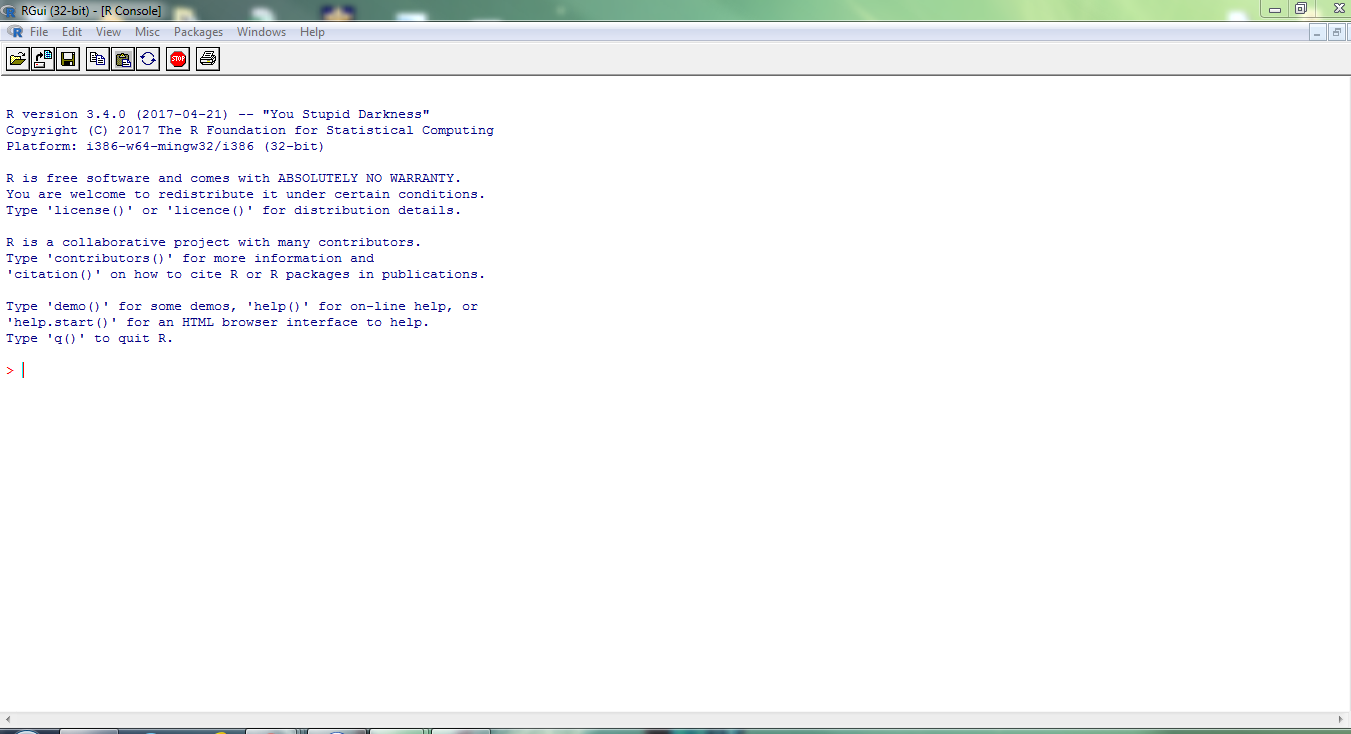 RGui (32-bit) - [R Console]
File Edit View Misc Packages Windows Help
STOP
R version 3.4.0 (2017-04-21) -- "You Stupid Darkness"
Copyright (C) 2017 The R Foundation for Statistical Computing
Platform: i386-w64-mingw32/i386 (32-bit)
R is free software and comes with ABSOLUTELY NO WARRANTY.
You are welcome to redistribute it under certain conditions.
Type 'license()' or 'licence()' for distribution details.
R is a collaborative project with many contributors.
Type 'contributors()' for more information and
'citation()' on how to cite R or R packages in publications.
Type 'demo()' for some demos, 'help()' for on-line help, or
'help.start()' for an HTML browser interface to help.
Type 'q()' to quit R.
>